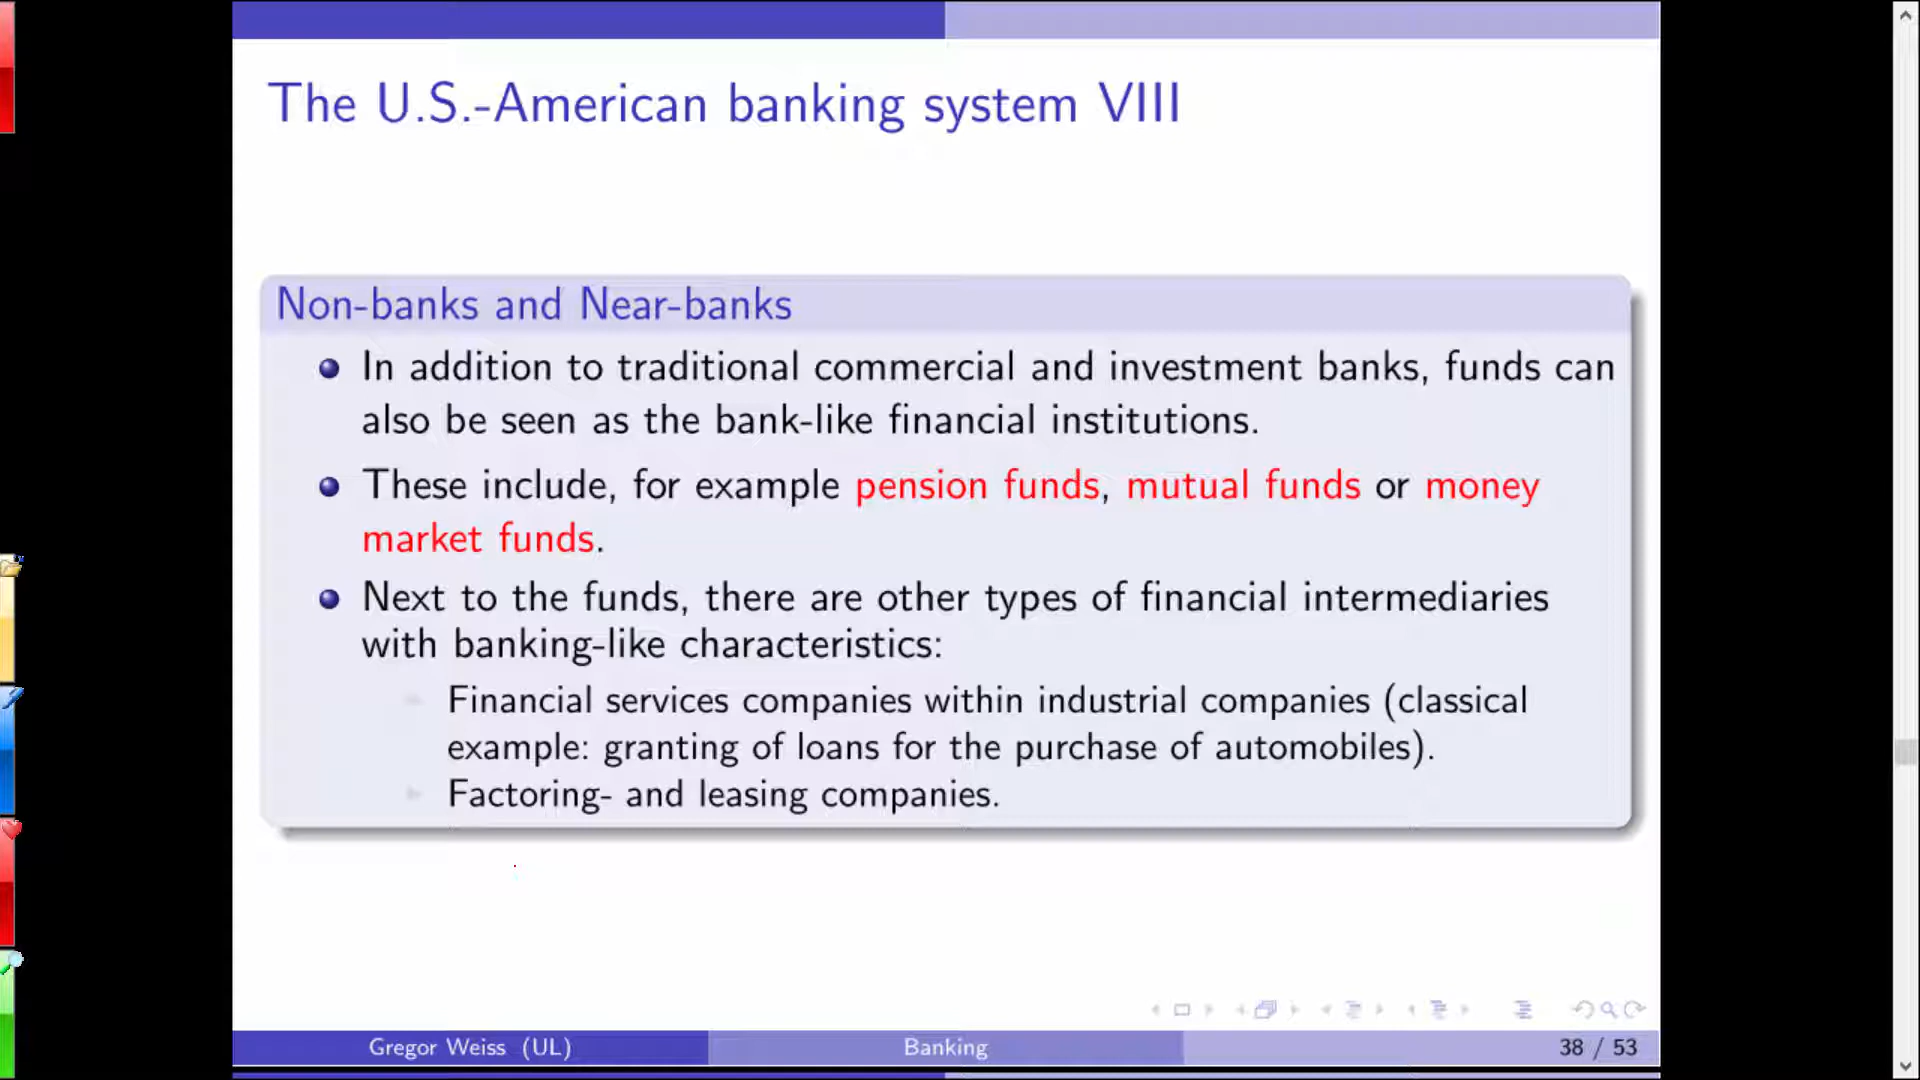 The U.S.-American banking system VIII
Non-banks and Near-banks
In addition to traditional commercial and investment banks, funds can
also be seen as the bank-like financial institutions.
These include, for example pension funds, mutual funds or money
market funds.
Next to the funds, there are other types of financial intermediaries
with banking-like characteristics:
Financial services companies within industrial companies (classical
example: granting of loans for the purchase of automobiles).
Factoring- and leasing companies.
Gregor Weiss (UL) Banking 38 / 53